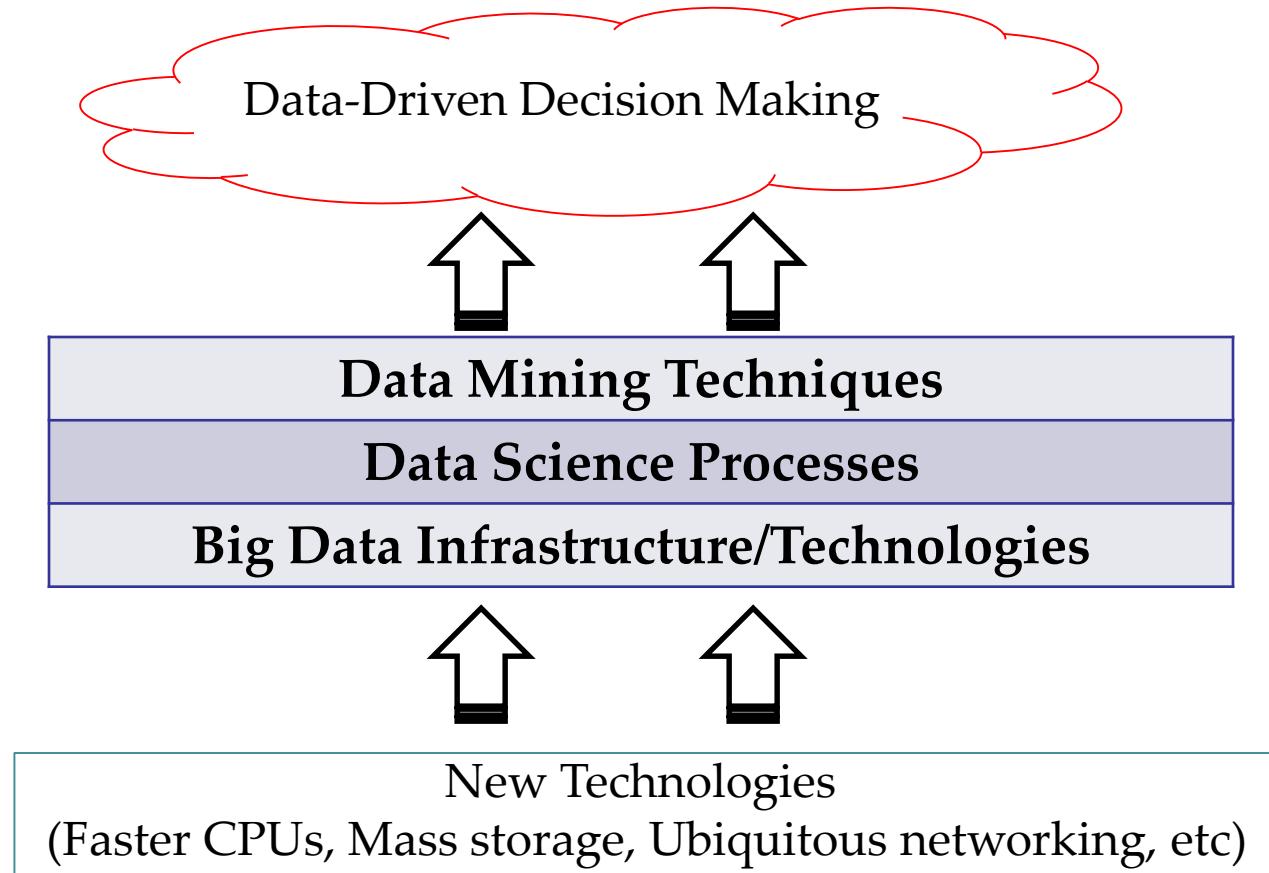 Data-Driven Decision Making
Data Mining Techniques
Data Science Processes
Big Data Infrastructure/Technologies
New Technologies
(Faster CPUs, Mass storage, Ubiquitous networking, etc)